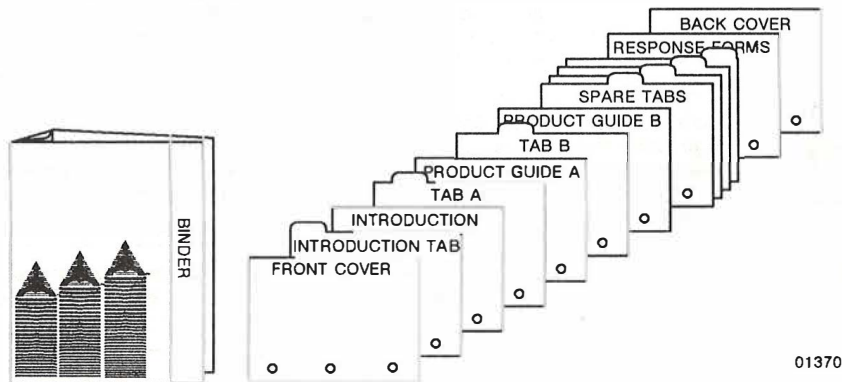 BACK COVER
RESPONSE FORMS
SPARE TABS
PRODUCT GUIDE B
TAB B
PRODUCT GUIDE A
TAB A
INTRODUCTION
INTRODUCTION TAB
FRONT COVER
BINDER
01370